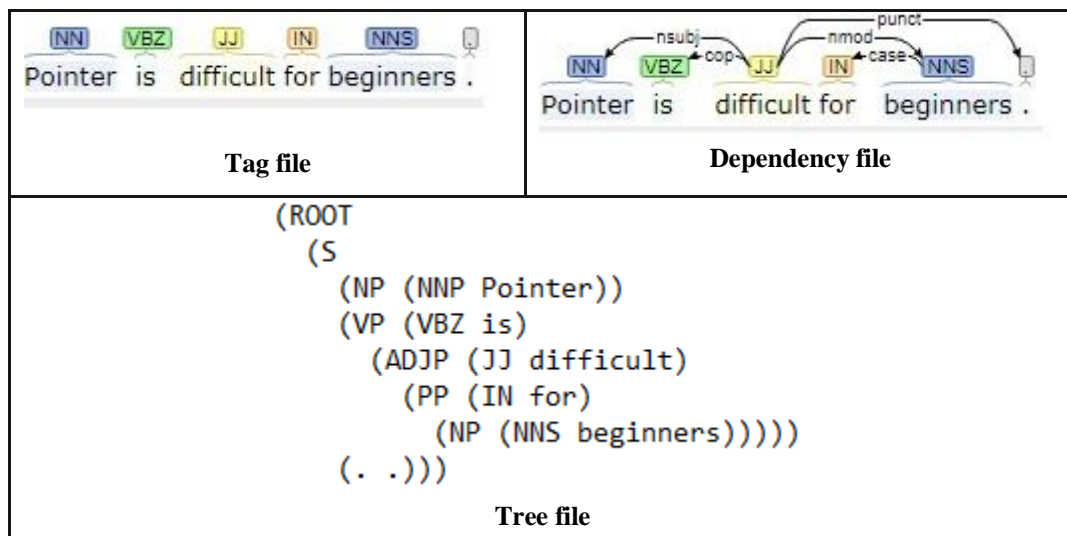 NN VBZ JJ IN NNS .
Pointer is difficult for beginners .
Tag file
punct
nsubj nmod
NN VBZ cop JJ IN case NNS .
Pointer is difficult for beginners .
Dependency file
(ROOT
(S
(NP (NNP Pointer))
(VP (VBZ is)
(ADJP (JJ difficult)
(PP (IN for)
(NP (NNS beginners)))))
(. .)))
Tree file